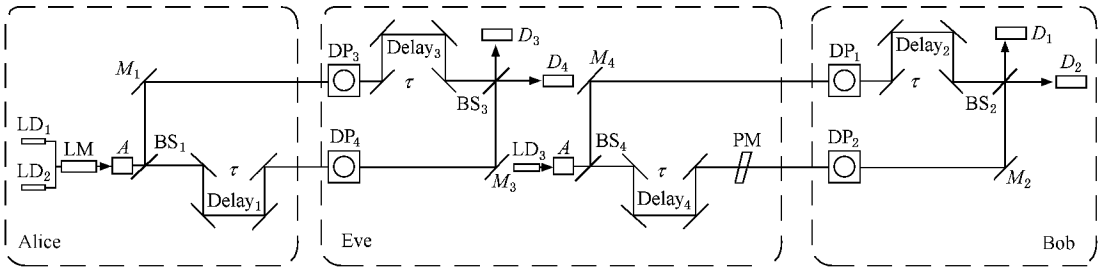 DP₃
Delay₃
D₃
M₁
τ
D₄
BS₃
M₄
DP₁
Delay₂
D₁
τ
D₂
BS₂
LD₁
LM
A
BS₁
LD₂
τ
Delay₁
DP₄
M₃
LD₃
A
BS₄
τ
Delay₄
PM
DP₂
M₂
Alice
Eve
Bob